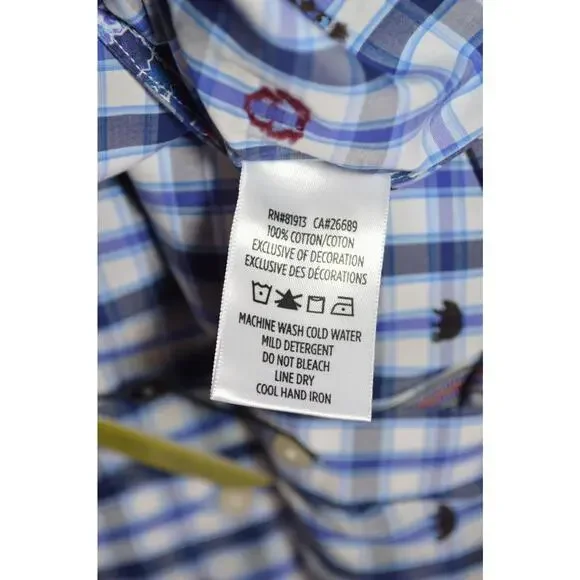 RN#81913 CA#26689
100% COTTON/COTON
EXCLUSIVE OF DECORATION
EXCLUSIVE DES DÉCORATIONS
MACHINE WASH COLD WATER
MILD DETERGENT
DO NOT BLEACH
LINE DRY
COOL HAND IRON